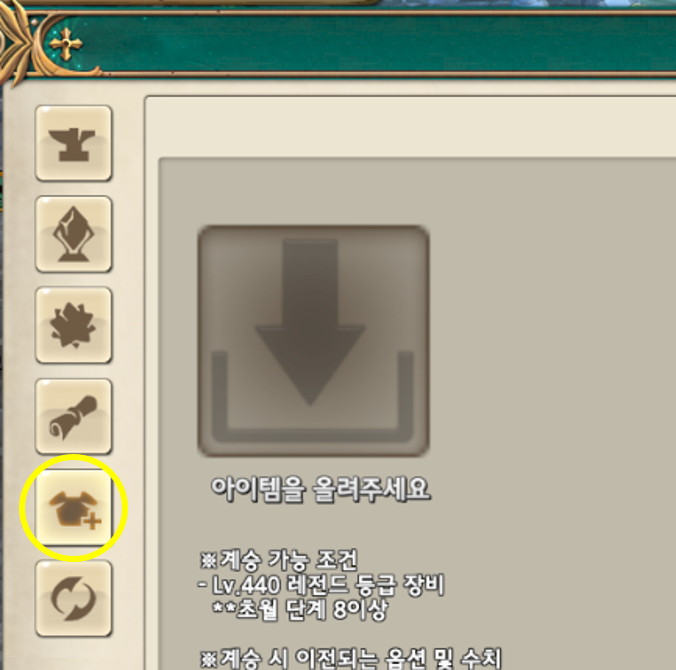 아이템을 올려주세요
※계승 가능 조건
- Lv.440 레전드 등급 장비
**초월 단계 8이상
※계승 시 이전되는 옵션 및 수치